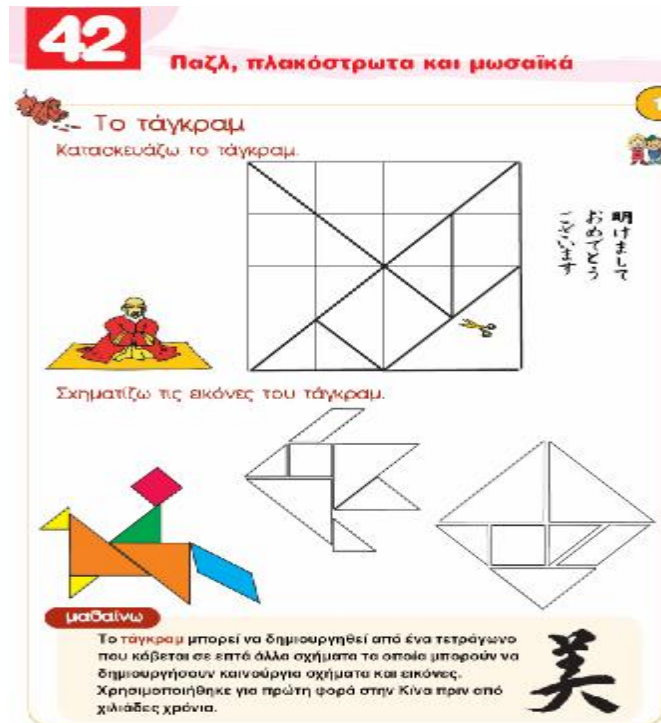 42
Παζλ, πλακόστρωτα και μωσαϊκά
Το τάγκραμ
Κατασκευάζω το τάγκραμ.
明けまして
おめでとう
ございます
Σχηματίζω τις εικόνες του τάγκραμ.
μαθαίνω
Το τάγκραμ μπορεί να δημιουργηθεί από ένα τετράγωνο
που κόβεται σε επτά άλλα σχήματα τα οποία μπορούν να
δημιουργήσουν καινούργια σχήματα και εικόνες.
Χρησιμοποιήθηκε για πρώτη φορά στην Κίνα πριν από
χιλιάδες χρόνια.
美